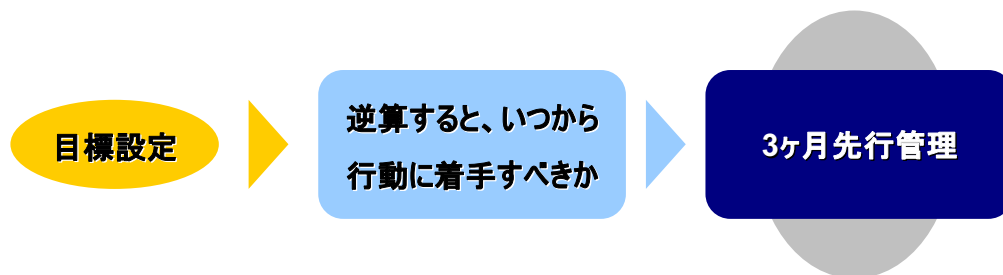 目標設定
逆算すると、いつから
行動に着手すべきか
3ヶ月先行管理